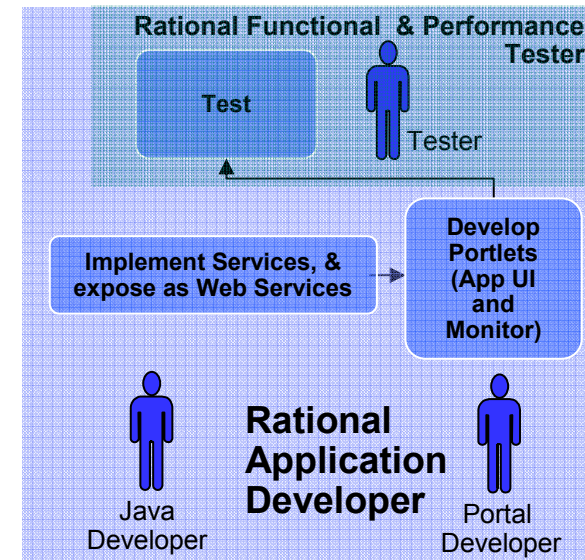 Rational Functional & Performance
Tester
Test
Tester
Develop
Portlets
(App UI
and
Monitor)
Implement Services, &
expose as Web Services
Rational
Application
Developer
Java
Developer
Portal
Developer